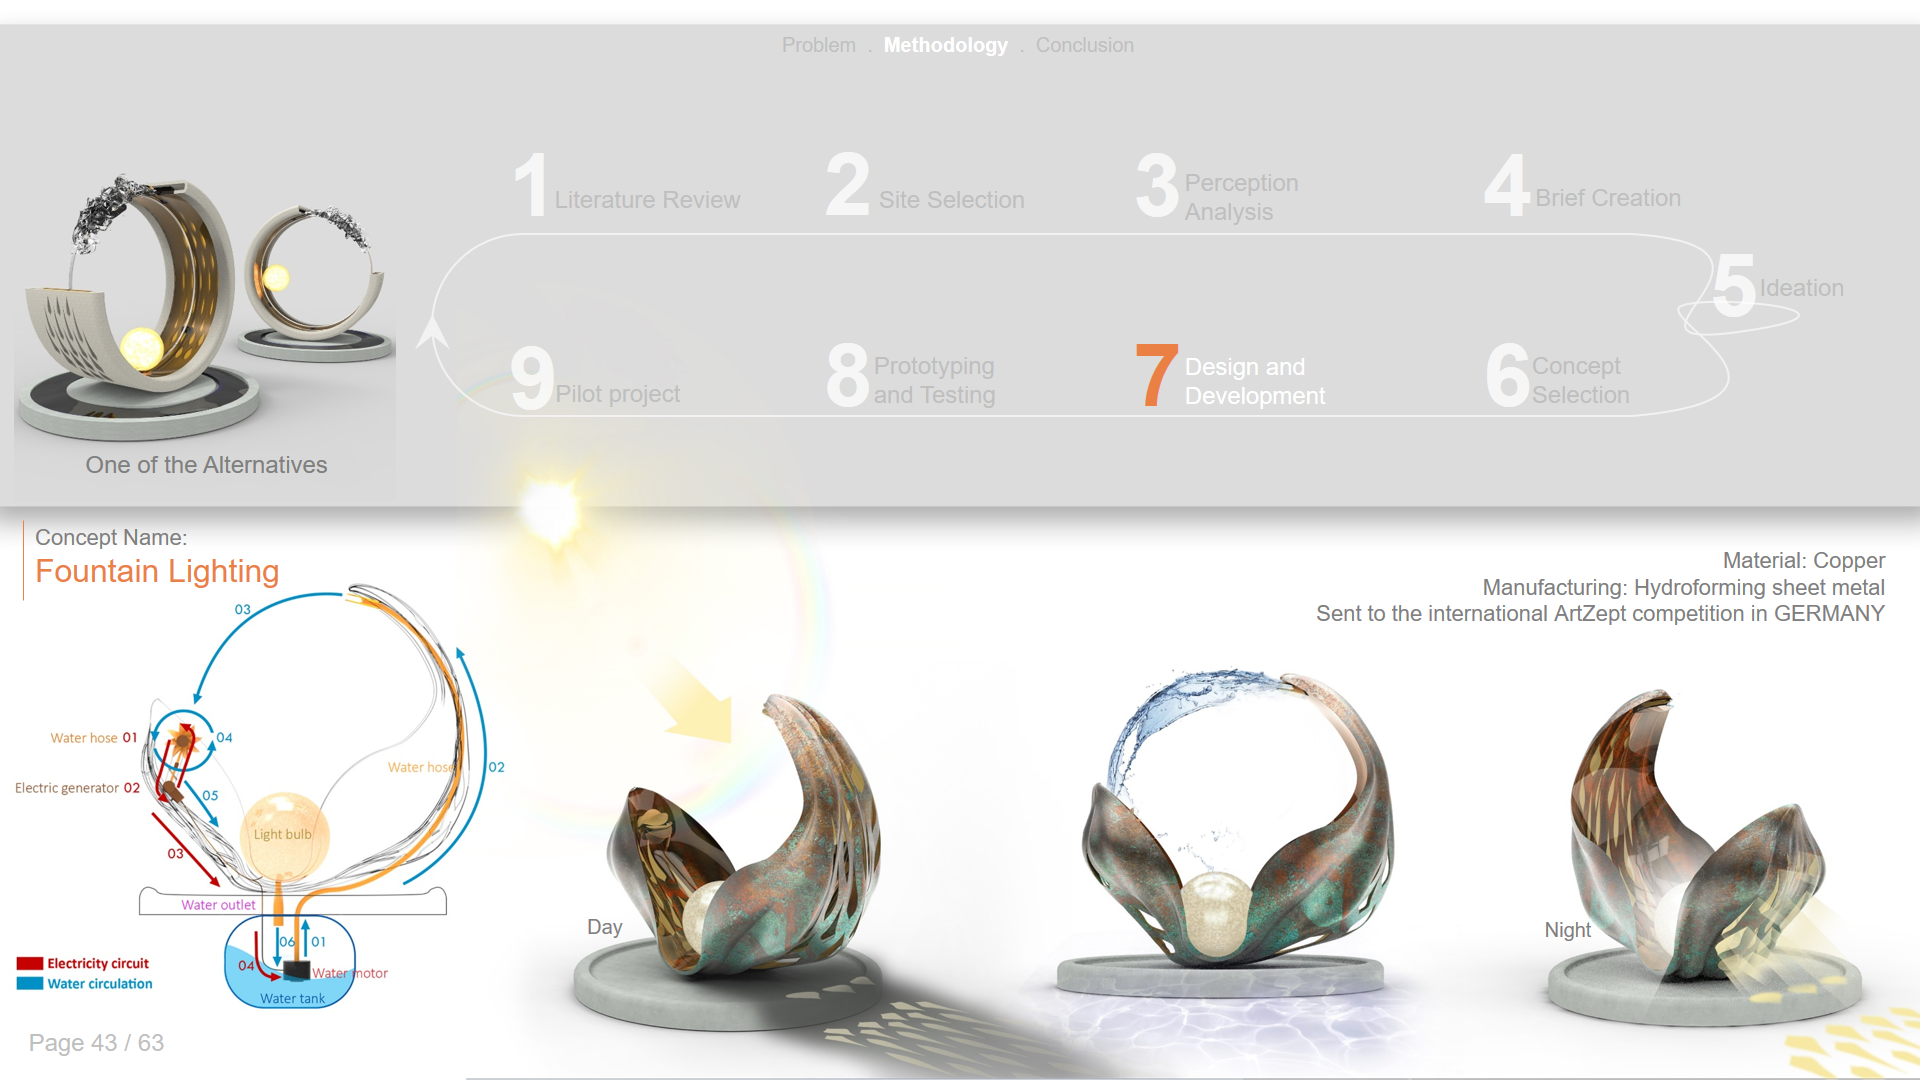 Problem . Methodology . Conclusion
1 Literature Review
2 Site Selection
3 Perception
Analysis
4 Brief Creation
5 Ideation
6 Concept
Selection
7 Design and
Development
8 Prototyping
and Testing
9 Pilot project
One of the Alternatives
Concept Name:
Fountain Lighting
Material: Copper
Manufacturing: Hydroforming sheet metal
Sent to the international ArtZept competition in GERMANY
03
Water hose 01
04
Water hose
02
Electric generator 02
05
Light bulb
03
Water outlet
06
01
04
Water motor
Water tank
Electricity circuit
Water circulation
Day
Night
Page 43 / 63